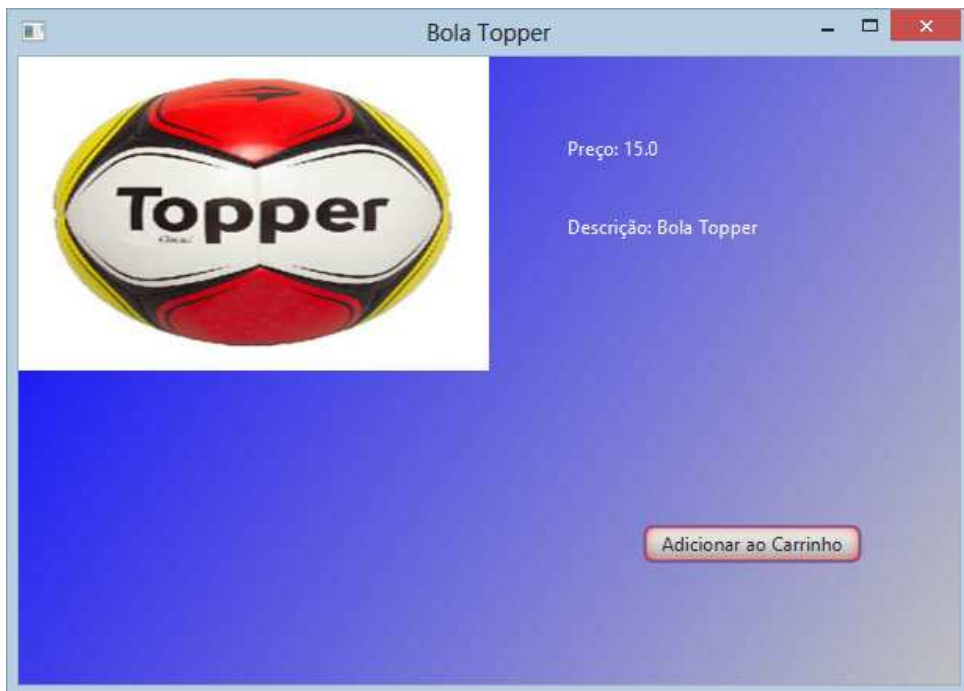 Bola Topper
Topper
Preço: 15.0
Descrição: Bola Topper
Adicionar ao Carrinho